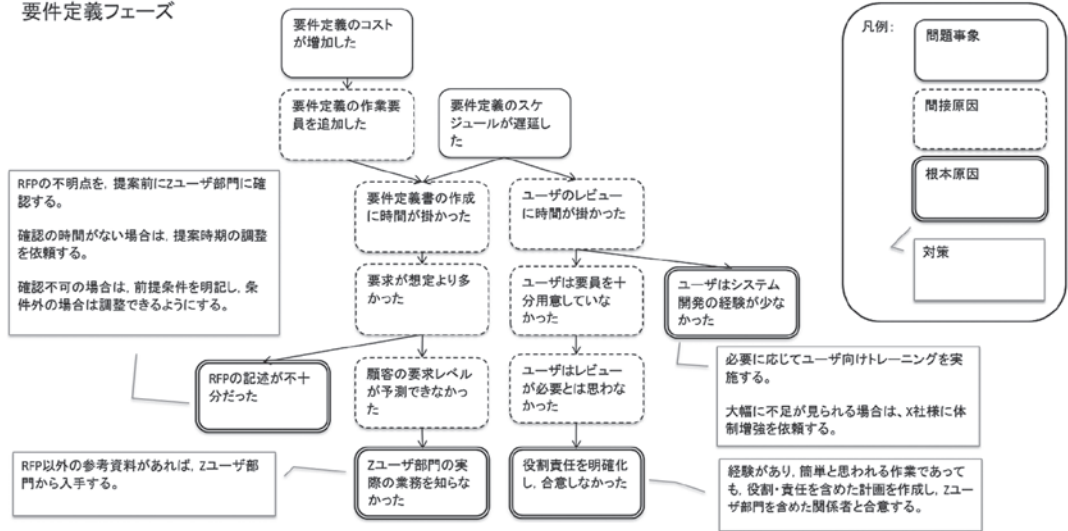 要件定義フェーズ
要件定義のコスト
が増加した
凡例:
問題事象
間接原因
根本原因
対策
要件定義の作業要
員を追加した
要件定義のスケ
ジュールが遅延し
た
RFPの不明点を, 提案前にZユーザ部門に確
認する。
確認の時間がない場合は, 提案時期の調整
を依頼する。
確認不可の場合は, 前提条件を明記し, 条
件外の場合は調整できるようにする。
要件定義書の作成
に時間が掛かった
ユーザのレビュー
に時間が掛かった
要求が想定より多
かった
ユーザは要員を十
分用意していな
かった
ユーザはシステム
開発の経験が少な
かった
RFPの記述が不十
分だった
顧客の要求レベル
が予測できなかっ
た
ユーザはレビュー
が必要とは思わな
かった
必要に応じてユーザ向けトレーニングを実
施する。
大幅に不足が見られる場合は、X社様に体
制増強を依頼する。
RFP以外の参考資料があれば, Zユーザ部
門から入手する。
Zユーザ部門の実
際の業務を知らな
かった
役割責任を明確化
し, 合意しなかった
経験があり, 簡単と思われる作業であって
も, 役割・責任を含めた計画を作成し, Zユー
ザ部門を含めた関係者と合意する。